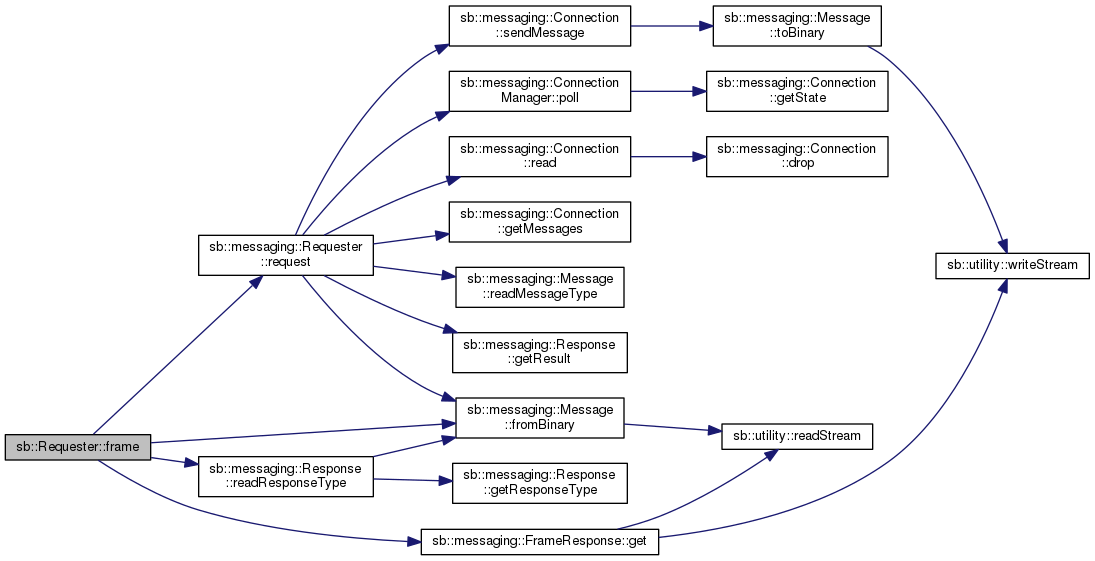 sb::messaging::Connection
::sendMessage
sb::messaging::Message
::toBinary
sb::messaging::Connection
Manager::poll
sb::messaging::Connection
::getState
sb::messaging::Connection
::read
sb::messaging::Connection
::drop
sb::messaging::Connection
::getMessages
sb::messaging::Requester
::request
sb::utility::writeStream
sb::messaging::Message
::readMessageType
sb::messaging::Response
::getResult
sb::messaging::Message
::fromBinary
sb::utility::readStream
sb::Requester::frame
sb::messaging::Response
::readResponseType
sb::messaging::Response
::getResponseType
sb::messaging::FrameResponse::get